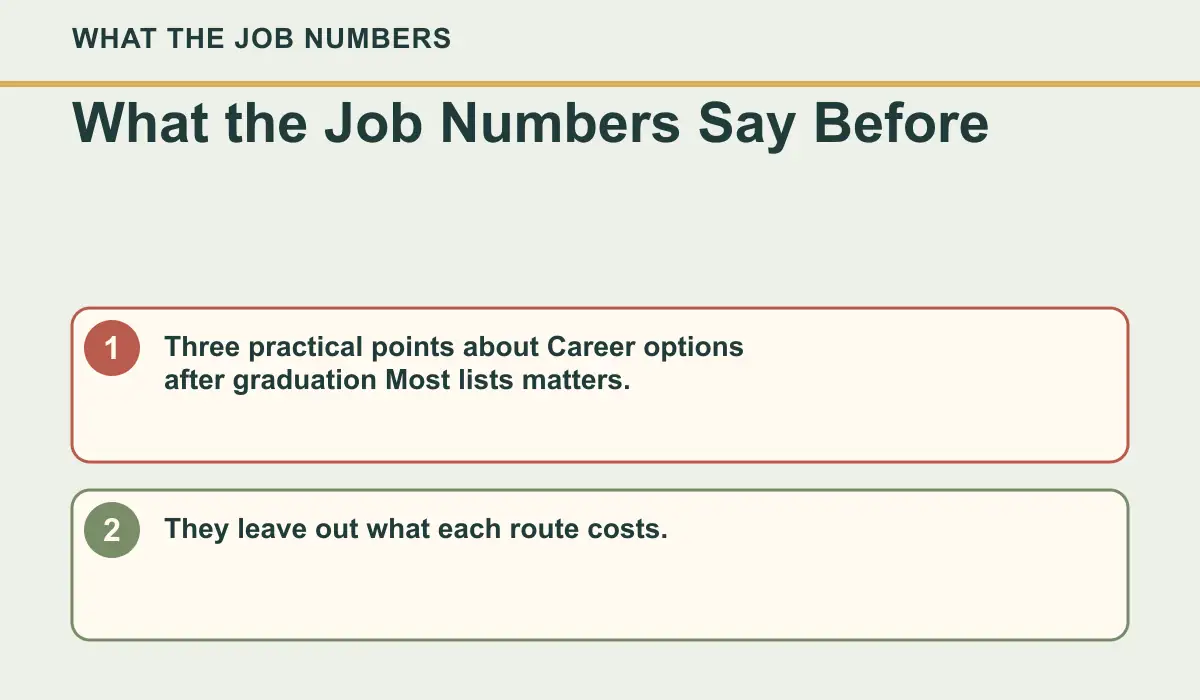 WHAT THE JOB NUMBERS
What the Job Numbers Say Before
1
Three practical points about Career options
after graduation Most lists matters.
2
They leave out what each route costs.